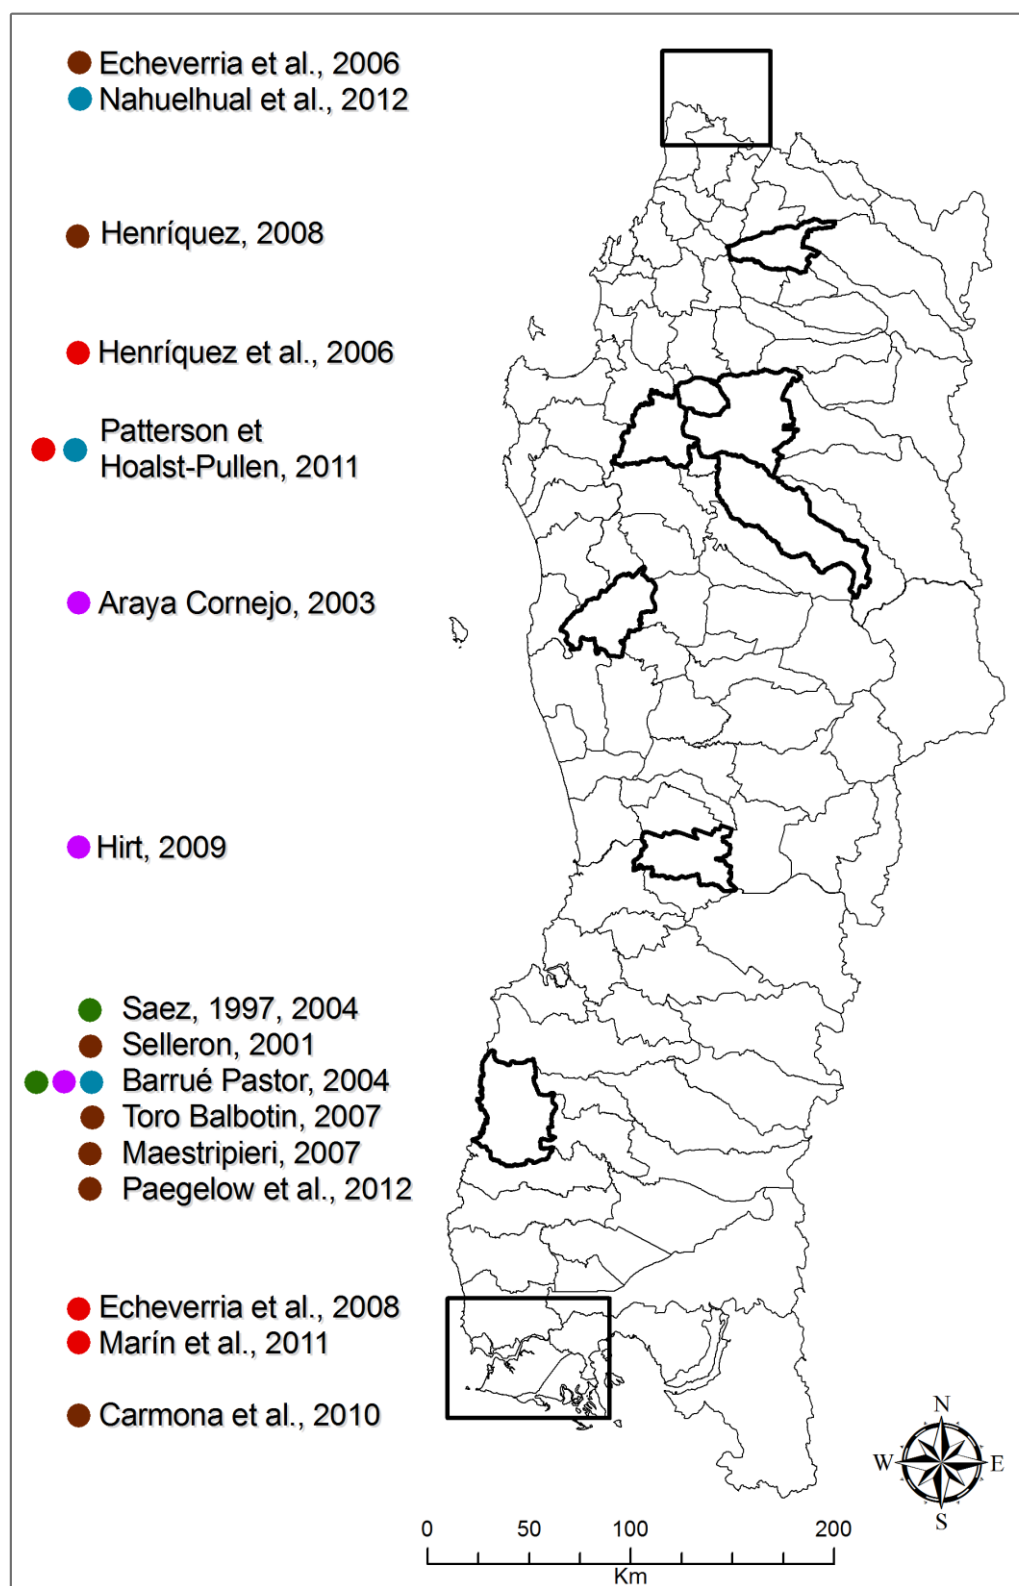 Echeverria et al., 2006
Nahuelhual et al., 2012
Henríquez, 2008
Henríquez et al., 2006
Patterson et
Hoalst-Pullen, 2011
Araya Cornejo, 2003
Hirt, 2009
Saez, 1997, 2004
Selleron, 2001
Barrué Pastor, 2004
Toro Balbotin, 2007
Maestripieri, 2007
Paegelow et al., 2012
Echeverria et al., 2008
Marín et al., 2011
Carmona et al., 2010
N
W E
S
0 50 100 200
Km